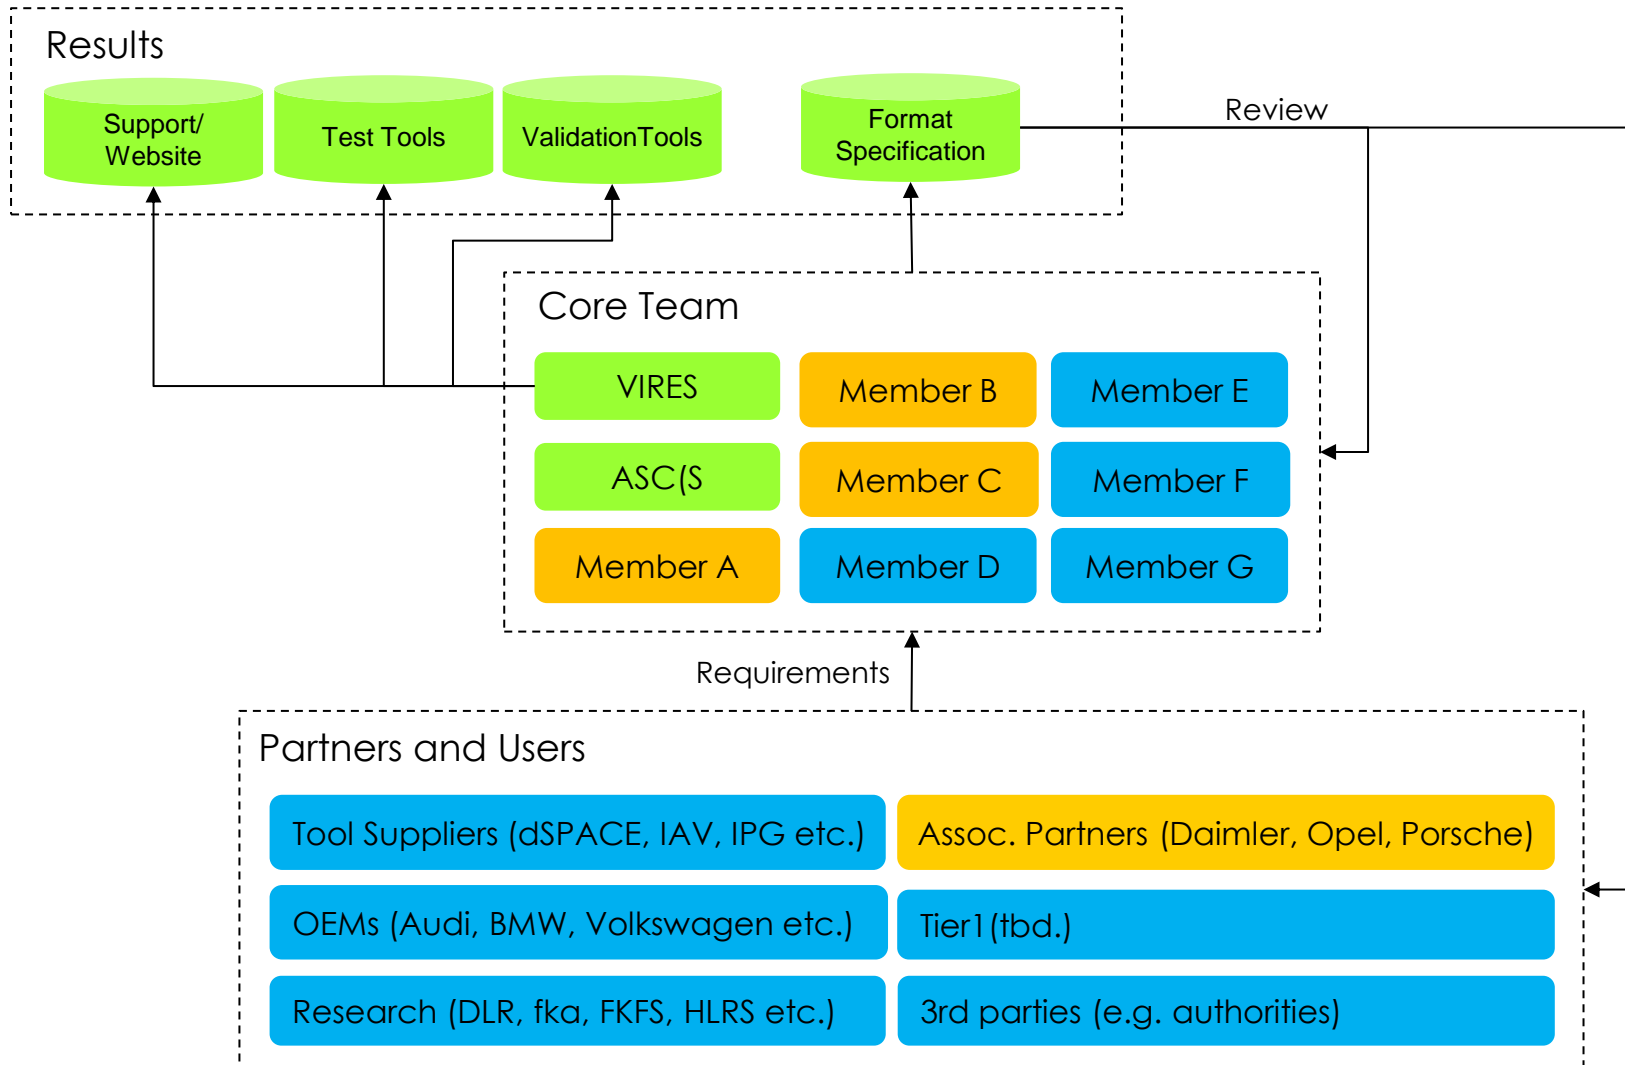 Results
Support/
Website
Test Tools
ValidationTools
Format
Specification
Review
Core Team
VIRES
Member B
Member E
ASC(S
Member C
Member F
Member A
Member D
Member G
Requirements
Partners and Users
Tool Suppliers (dSPACE, IAV, IPG etc.)
Assoc. Partners (Daimler, Opel, Porsche)
OEMs (Audi, BMW, Volkswagen etc.)
Tier1(tbd.)
Research (DLR, fka, FKFS, HLRS etc.)
3rd parties (e.g. authorities)